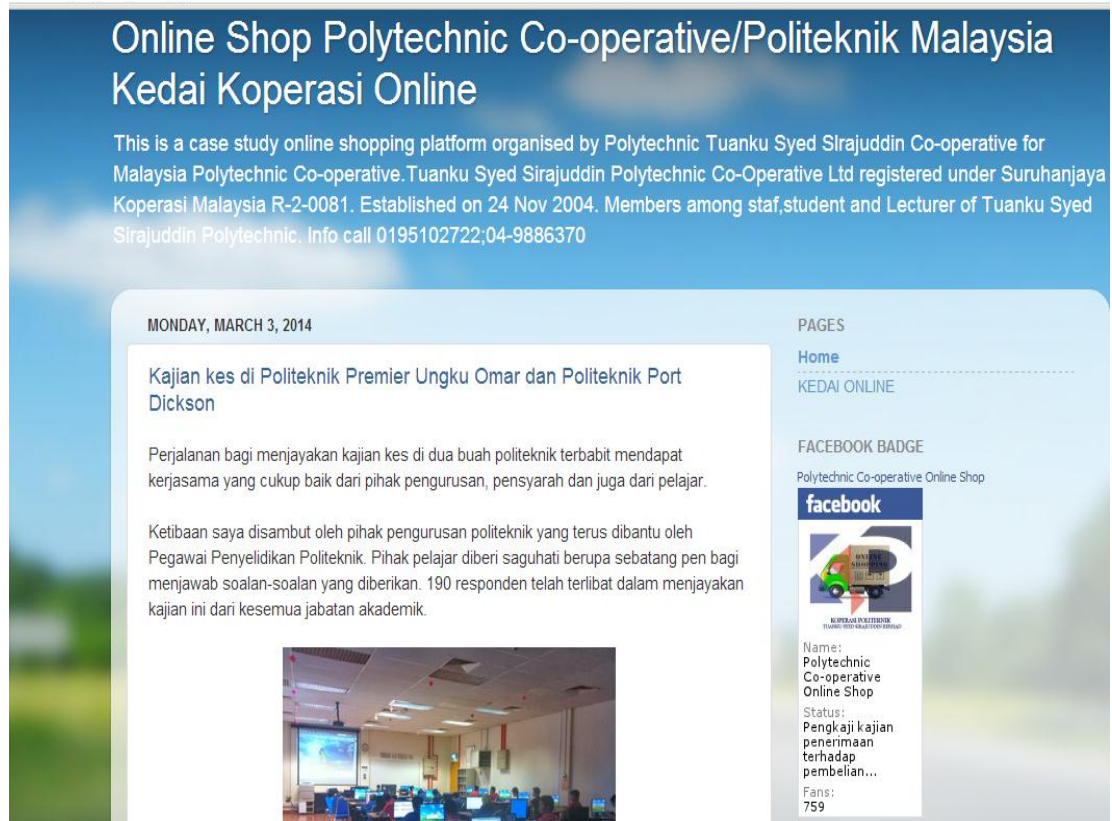 Online Shop Polytechnic Co-operative/Politeknik Malaysia
Kedai Koperasi Online
This is a case study online shopping platform organised by Polytechnic Tuanku Syed SIrajuddin Co-operative for
Malaysia Polytechnic Co-operative.Tuanku Syed Sirajuddin Polytechnic Co-Operative Ltd registered under Suruhanjaya
Koperasi Malaysia R-2-0081. Established on 24 Nov 2004. Members among staf,student and Lecturer of Tuanku Syed
Sirajuddin Polytechnic. Info call 0195102722;04-9886370
MONDAY, MARCH 3, 2014
Kajian kes di Politeknik Premier Ungku Omar dan Politeknik Port
Dickson
Perjalanan bagi menjayakan kajian kes di dua buah politeknik terbabit mendapat
kerjasama yang cukup baik dari pihak pengurusan, pensyarah dan juga dari pelajar.
Ketibaan saya disambut oleh pihak pengurusan politeknik yang terus dibantu oleh
Pegawai Penyelidikan Politeknik. Pihak pelajar diberi saguhati berupa sebatang pen bagi
menjawab soalan-soalan yang diberikan. 190 responden telah terlibat dalam menjayakan
kajian ini dari kesemua jabatan akademik.
PAGES
Home
KEDAI ONLINE
FACEBOOK BADGE
Polytechnic Co-operative Online Shop
facebook
ONLINE
SHOPPING
KOPERASI POLITEKNIK
TUANKU SYED SIRAJUDDIN BERHAD
Name:
Polytechnic
Co-operative
Online Shop
Status:
Pengkaji kajian
penerimaan
terhadap
pembelian...
Fans:
759